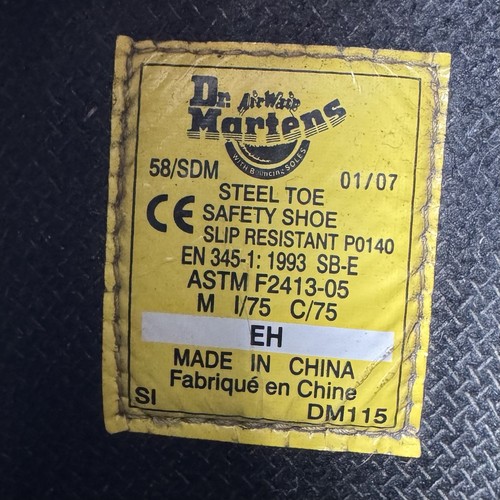 Dr. AirWair
Martens
WITH Bouncing SOLES
58/SDM 01/07
STEEL TOE
CE SAFETY SHOE
SLIP RESISTANT P0140
EN 345-1: 1993 SB-E
ASTM F2413-05
M I/75 C/75
EH
MADE IN CHINA
Fabriqué en Chine
SI DM115